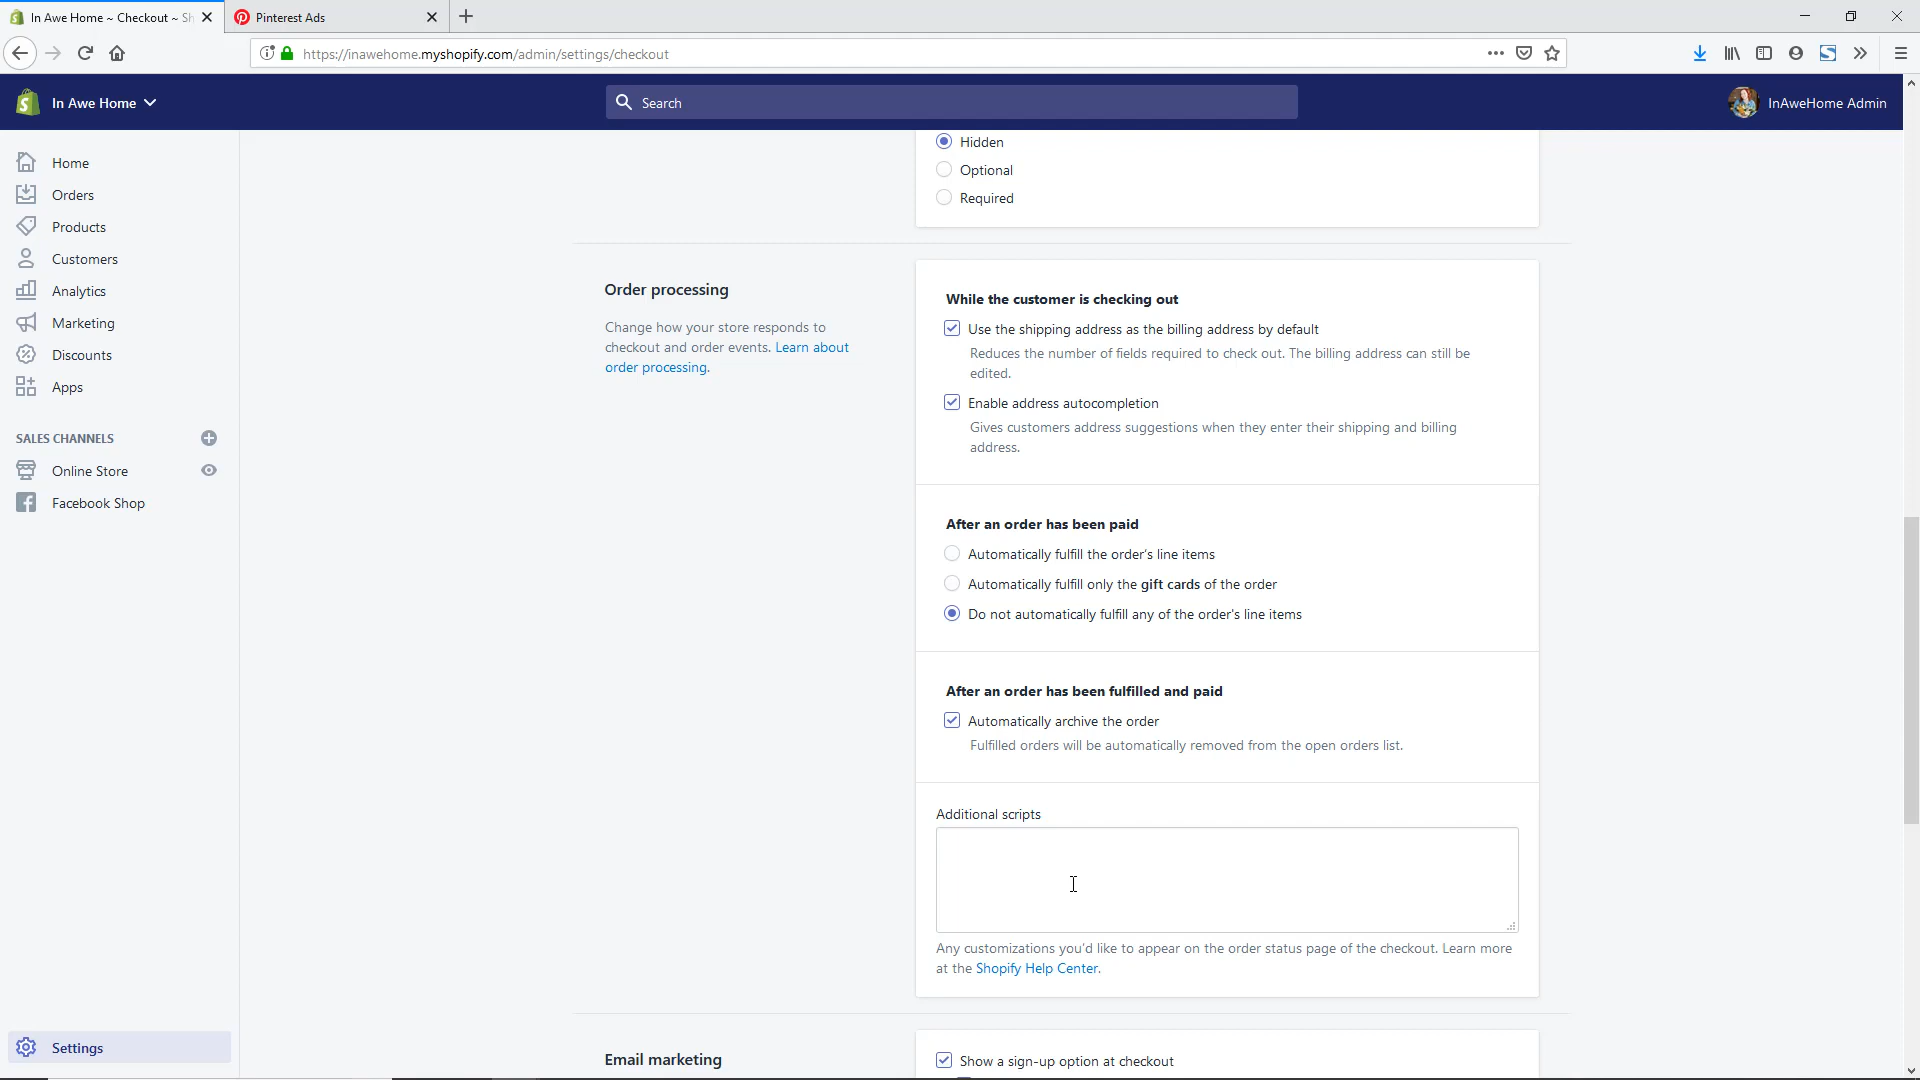 In Awe Home ~ Checkout ~ Sh
Pinterest Ads
https://inawehome.myshopify.com/admin/settings/checkout
In Awe Home
Search
InAweHome Admin
Home
Orders
Products
Customers
Analytics
Marketing
Discounts
Apps
SALES CHANNELS
Online Store
Facebook Shop
Settings
Hidden
Optional
Required
Order processing
Change how your store responds to
checkout and order events. Learn about
order processing.
While the customer is checking out
Use the shipping address as the billing address by default
Reduces the number of fields required to check out. The billing address can still be
edited.
Enable address autocompletion
Gives customers address suggestions when they enter their shipping and billing
address.
After an order has been paid
Automatically fulfill the order's line items
Automatically fulfill only the gift cards of the order
Do not automatically fulfill any of the order's line items
After an order has been fulfilled and paid
Automatically archive the order
Fulfilled orders will be automatically removed from the open orders list.
Additional scripts
Any customizations you'd like to appear on the order status page of the checkout. Learn more
at the Shopify Help Center.
Email marketing
Show a sign-up option at checkout